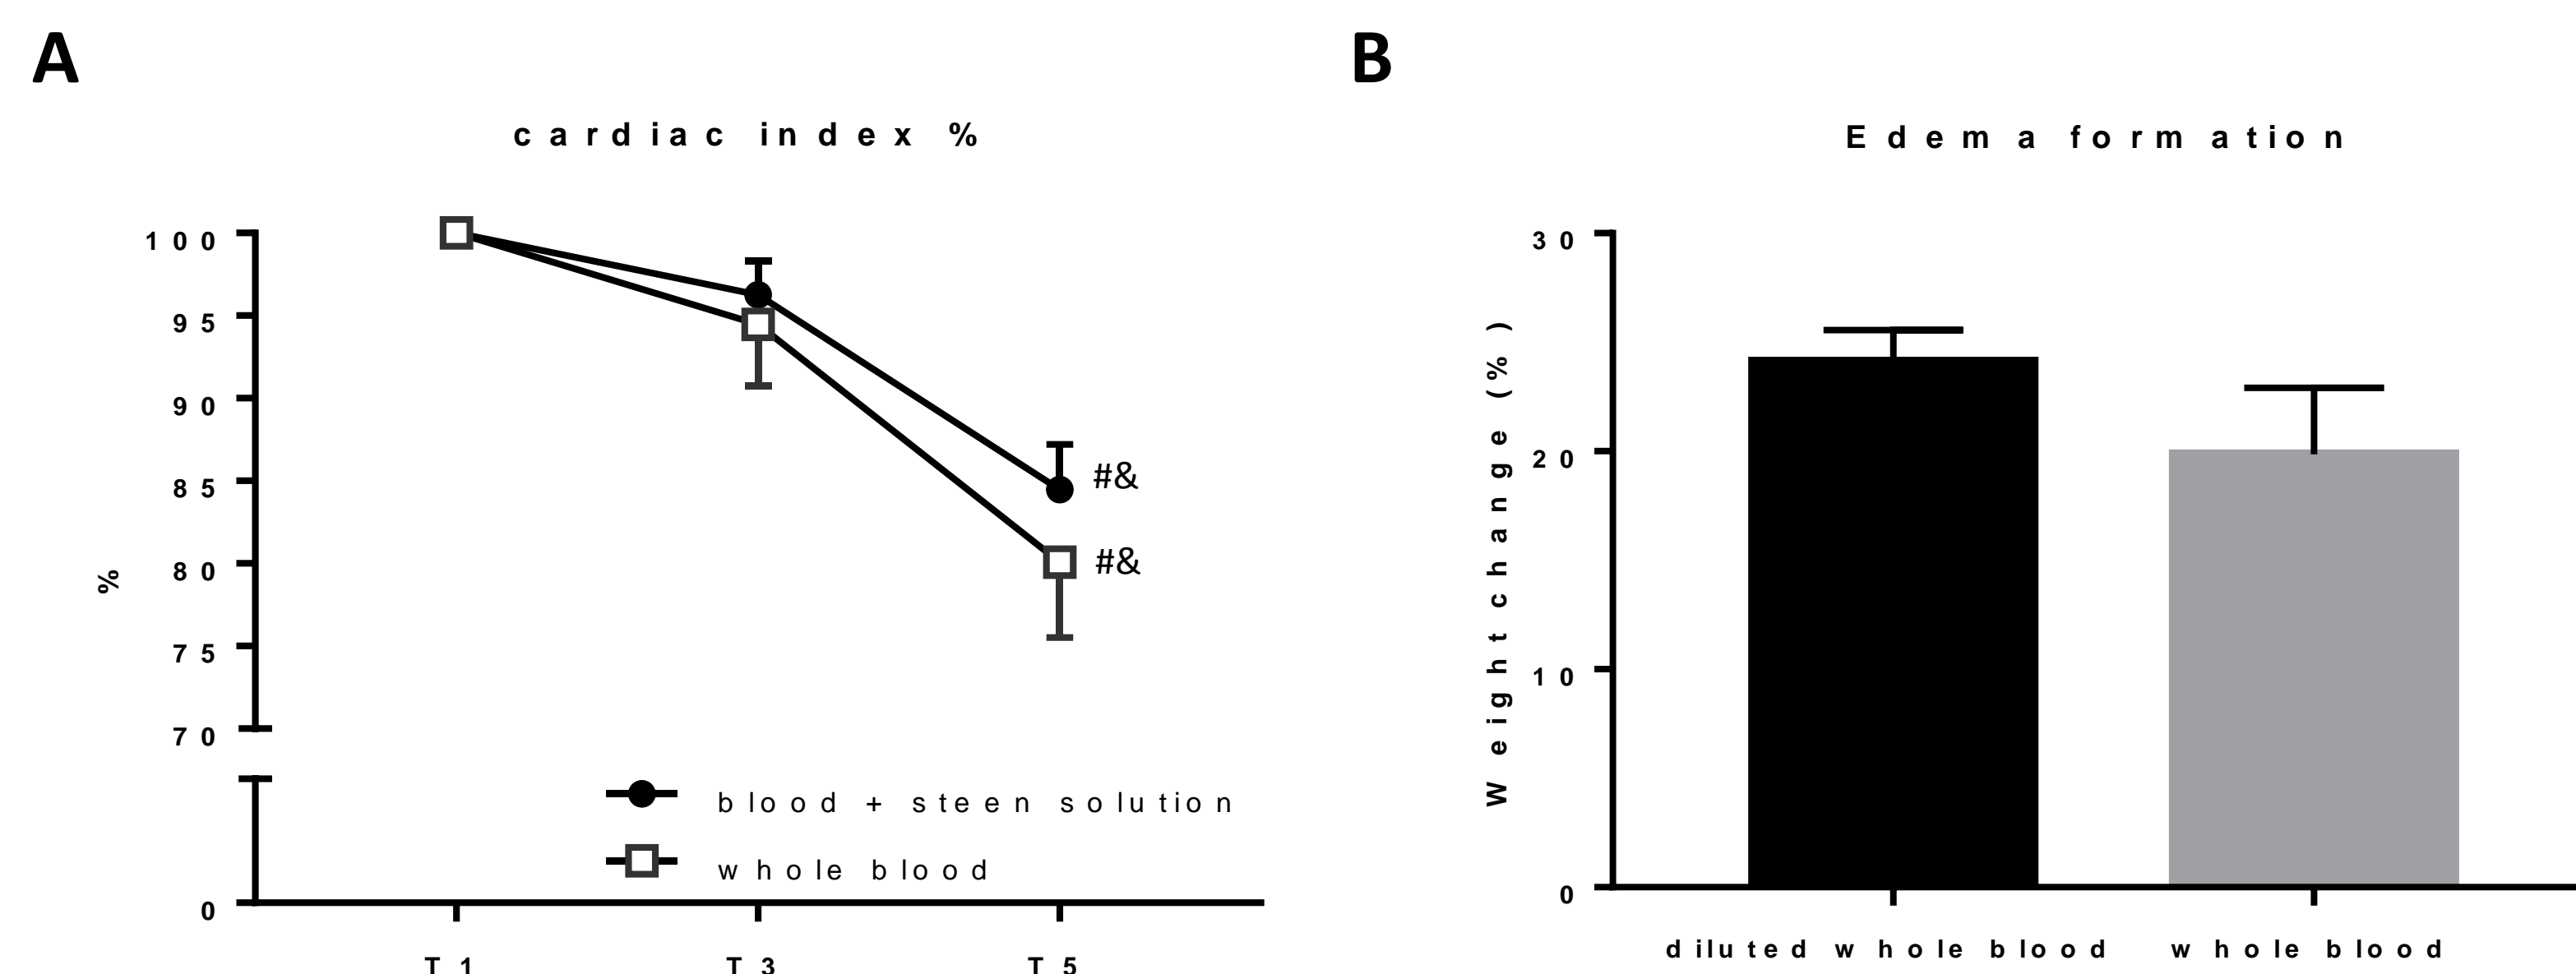 A
cardiac index %
100
95
90
85
80
75
70
0
%
#&
#&
blood + steen solution
whole blood
T1 T3 T5
B
Edema formation
30
20
10
0
Weight change (%)
diluted whole blood whole blood